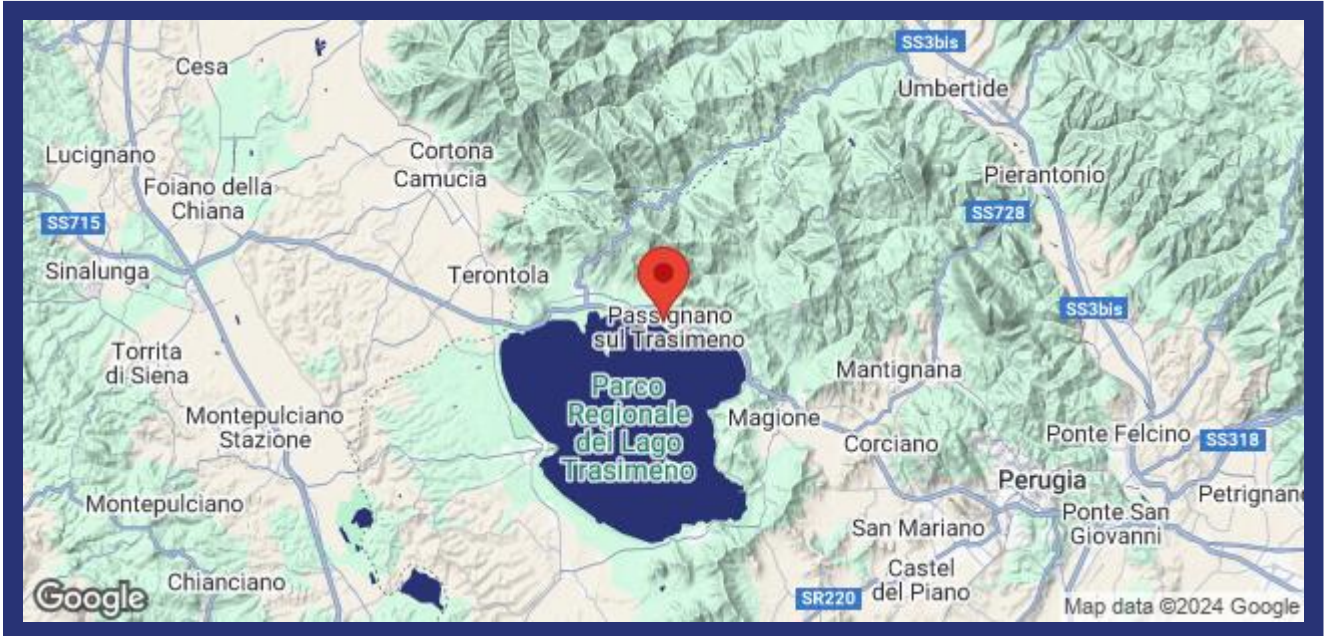 SS3bis
Cesa
Umbertide
Lucignano
Cortona
Camucia
Foiano della
Chiana
Pierantonio
SS728
SS715
Sinalunga
Terontola
SS3bis
Passignano
sul Trasimeno
Torrita
di Siena
Mantignana
Parco
Regionale
del Lago
Trasimeno
Montepulciano
Stazione
Magione
Corciano
Ponte Felcino
SS318
Perugia
Petrignano
Montepulciano
San Mariano
Ponte San
Giovanni
Chianciano
Castel
del Piano
SR220
Google
Map data ©2024 Google